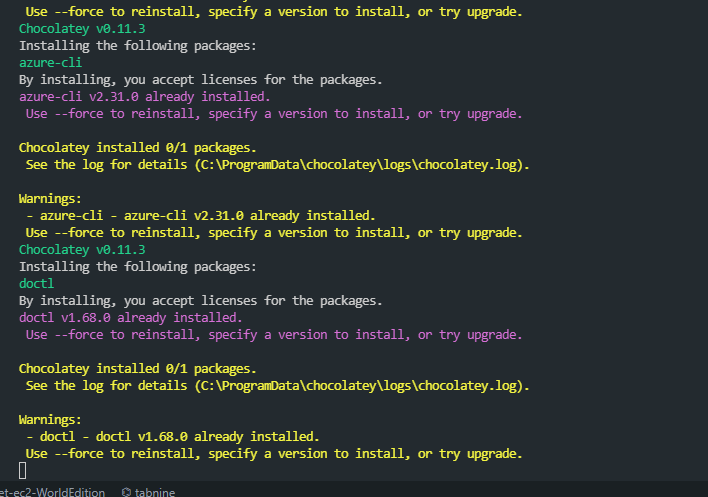 Use --force to reinstall, specify a version to install, or try upgrade.
Chocolatey v0.11.3
Installing the following packages:
azure-cli
By installing, you accept licenses for the packages.
azure-cli v2.31.0 already installed.
Use --force to reinstall, specify a version to install, or try upgrade.
Chocolatey installed 0/1 packages.
See the log for details (C:\ProgramData\chocolatey\logs\chocolatey.log).
Warnings:
- azure-cli - azure-cli v2.31.0 already installed.
Use --force to reinstall, specify a version to install, or try upgrade.
Chocolatey v0.11.3
Installing the following packages:
doctl
By installing, you accept licenses for the packages.
doctl v1.68.0 already installed.
Use --force to reinstall, specify a version to install, or try upgrade.
Chocolatey installed 0/1 packages.
See the log for details (C:\ProgramData\chocolatey\logs\chocolatey.log).
Warnings:
- doctl - doctl v1.68.0 already installed.
Use --force to reinstall, specify a version to install, or try upgrade.
et-ec2-WorldEdition tabnine